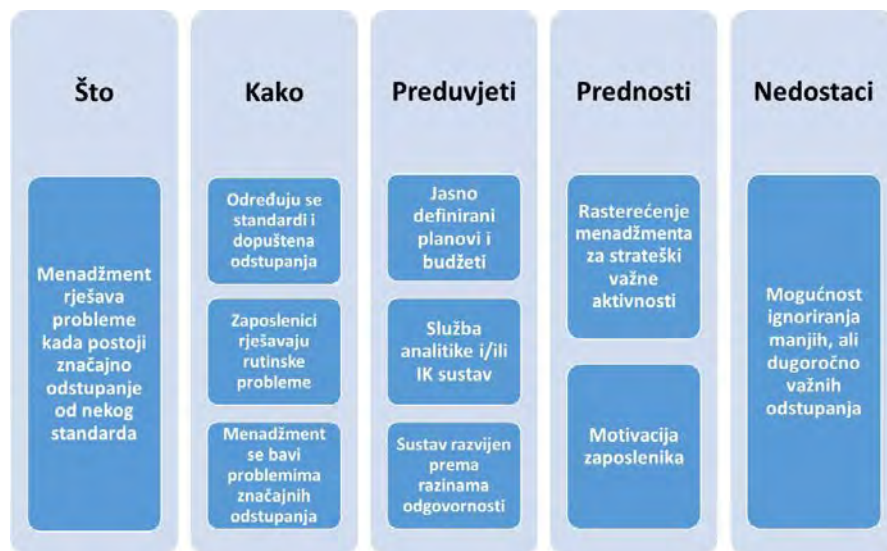 Što
Menadžment
rješava
probleme
kada postoji
značajno
odstupanje
od nekog
standarda
Kako
Određuju se
standardi i
dopuštena
odstupanja
Zaposlenici
rješavaju
rutinske
probleme
Menadžment
se bavi
problemima
značajnih
odstupanja
Preduvjeti
Jasno
definirani
planovi i
budžeti
Služba
analitike i/ili
IK sustav
Sustav razvijen
prema
razinama
odgovornosti
Prednosti
Rasterećenje
menadžmenta
za strateški
važne
aktivnosti
Motivacija
zaposlenika
Nedostaci
Mogućnost
ignoriranja
manjih, ali
dugoročno
važnih
odstupanja